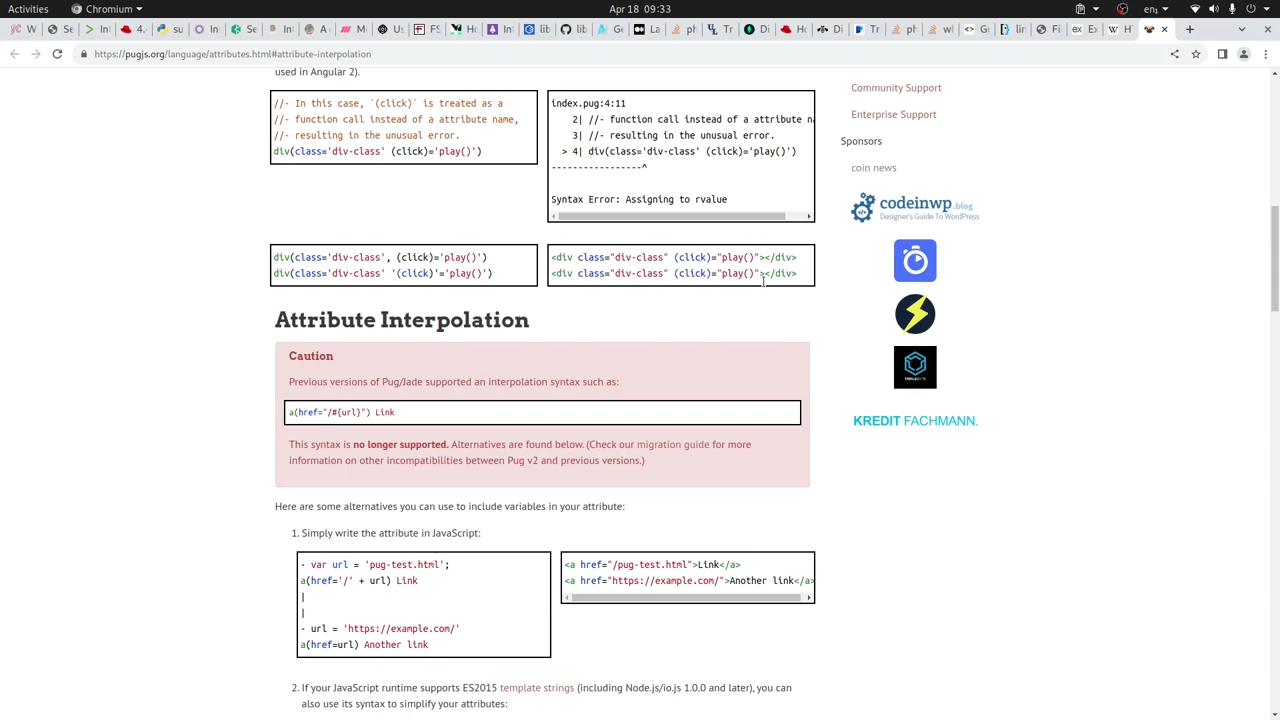 Activities
Chromium
Apr 18 09:33
en
https://pugjs.org/language/attributes.html#attribute-interpolation
used in Angular 2).
//- In this case, `(click)` is treated as a
//- function call instead of a attribute name,
//- resulting in the unusual error.
div(class='div-class' (click)='play()')
index.pug:4:11
2| //- function call instead of a attribute n
3| //- resulting in the unusual error.
> 4| div(class='div-class' (click)='play()')
----------------^
Syntax Error: Assigning to rvalue
div(class='div-class', (click)='play()')
div(class='div-class' '(click)'='play()')
<div class="div-class" (click)="play()"></div>
<div class="div-class" (click)="play()"></div>
Attribute Interpolation
Caution
Previous versions of Pug/Jade supported an interpolation syntax such as:
a(href="/#{url}") Link
This syntax is no longer supported. Alternatives are found below. (Check our migration guide for more
information on other incompatibilities between Pug v2 and previous versions.)
Here are some alternatives you can use to include variables in your attribute:
1. Simply write the attribute in JavaScript:
- var url = 'pug-test.html';
a(href='/' + url) Link
|
|
- url = 'https://example.com/'
a(href=url) Another link
<a href="/pug-test.html">Link</a>
<a href="https://example.com/">Another link</a>
2. If your JavaScript runtime supports ES2015 template strings (including Node.js/io.js 1.0.0 and later), you can
also use its syntax to simplify your attributes:
Community Support
Enterprise Support
Sponsors
coin news
codeinwp.blog
Designer's Guide To WordPress
TRIPLEBYTE
KREDIT FACHMANN.